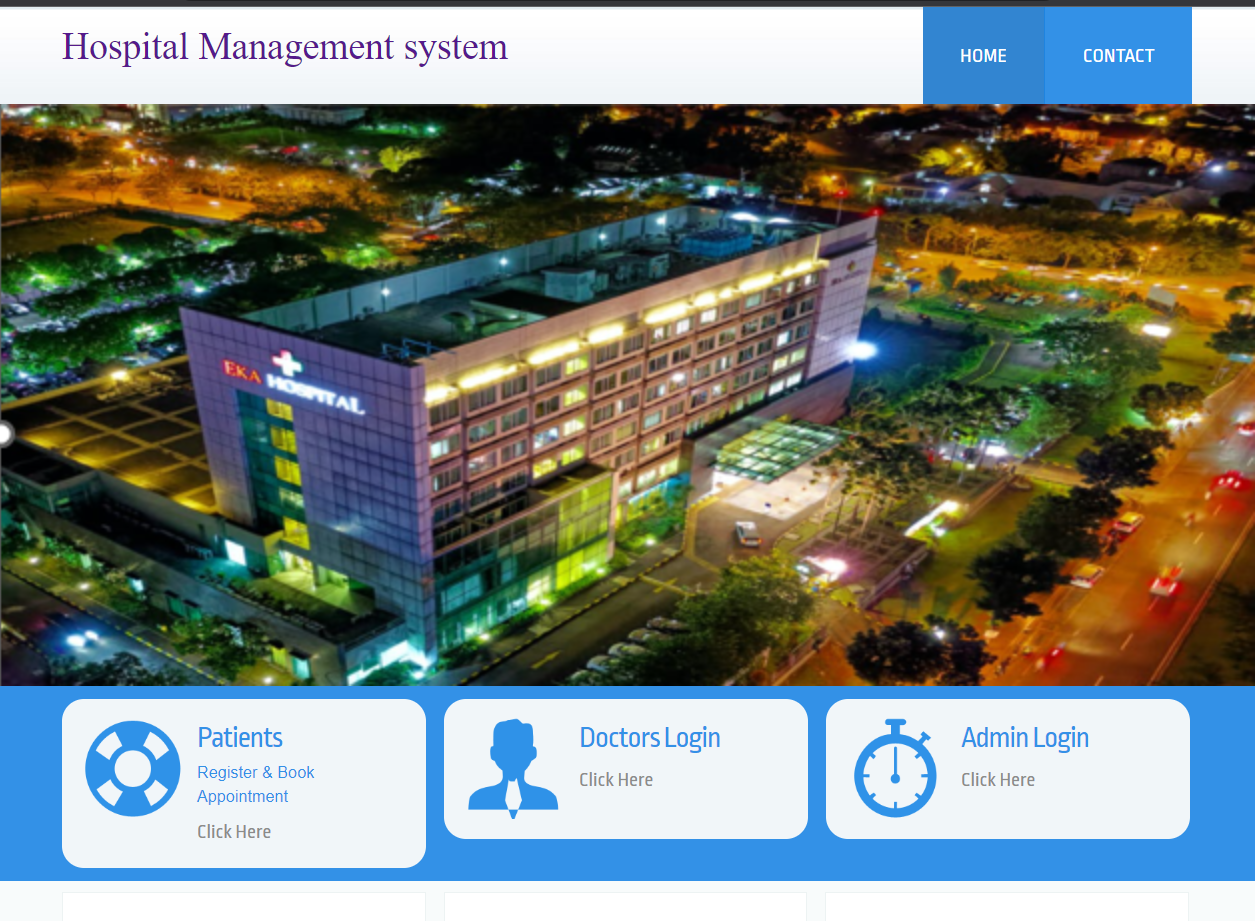 Hospital Management system
HOME
CONTACT
EKA HOSPITAL
Patients
Register & Book
Appointment
Click Here
Doctors Login
Click Here
Admin Login
Click Here